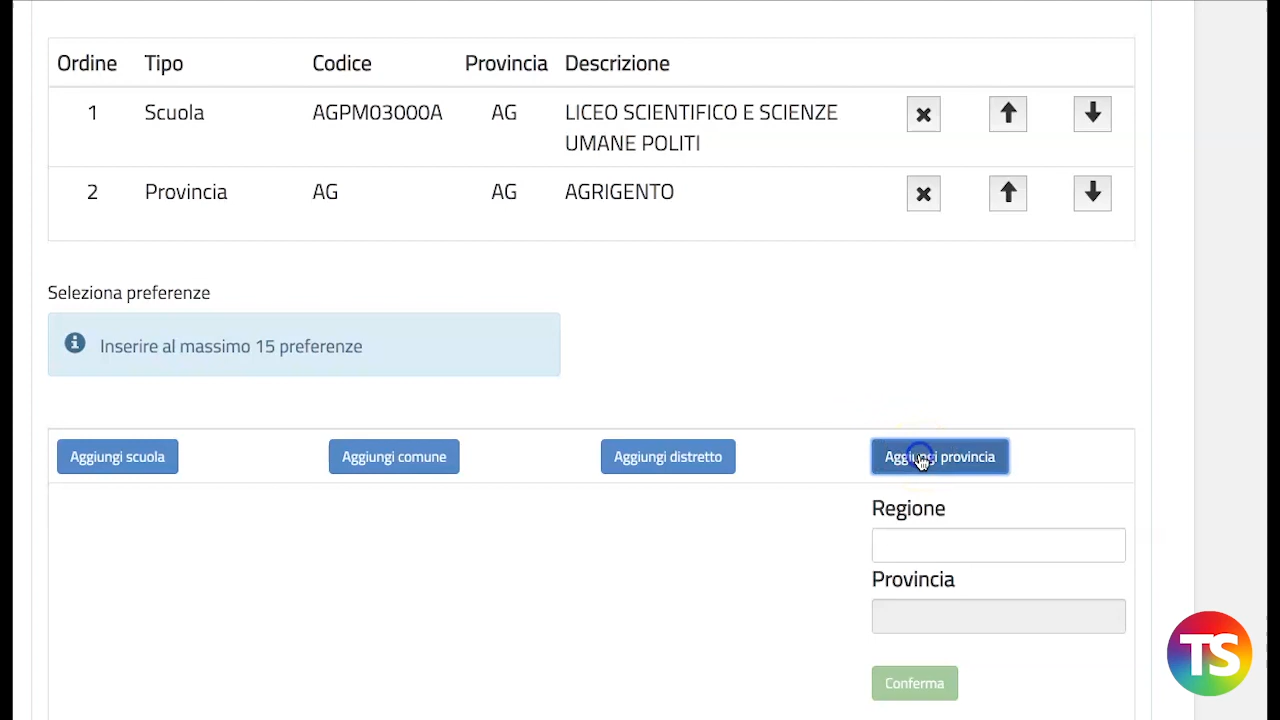 Ordine Tipo Codice Provincia Descrizione
1 Scuola AGPM03000A AG LICEO SCIENTIFICO E SCIENZE
UMANE POLITI
2 Provincia AG AG AGRIGENTO
Seleziona preferenze
Inserire al massimo 15 preferenze
Aggiungi scuola Aggiungi comune Aggiungi distretto Aggiungi provincia
Regione
Provincia
Conferma
TS